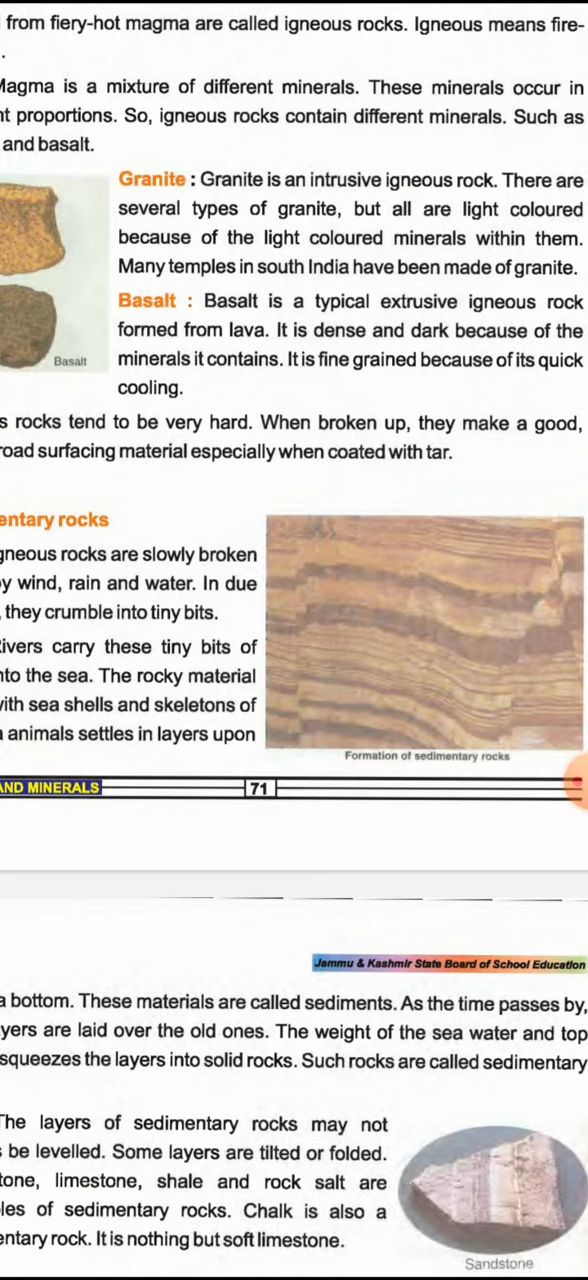 from fiery-hot magma are called igneous rocks. Igneous means fire-
.
Magma is a mixture of different minerals. These minerals occur in
nt proportions. So, igneous rocks contain different minerals. Such as
and basalt.
Granite : Granite is an intrusive igneous rock. There are
several types of granite, but all are light coloured
because of the light coloured minerals within them.
Many temples in south India have been made of granite.
Basalt : Basalt is a typical extrusive igneous rock
formed from lava. It is dense and dark because of the
minerals it contains. It is fine grained because of its quick
cooling.
Basalt
s rocks tend to be very hard. When broken up, they make a good,
road surfacing material especially when coated with tar.
entary rocks
gneous rocks are slowly broken
by wind, rain and water. In due
, they crumble into tiny bits.
Rivers carry these tiny bits of
nto the sea. The rocky material
with sea shells and skeletons of
a animals settles in layers upon
Formation of sedimentary rocks
AND MINERALS
71
Jammu & Kashmir State Board of School Education
a bottom. These materials are called sediments. As the time passes by,
yers are laid over the old ones. The weight of the sea water and top
squeezes the layers into solid rocks. Such rocks are called sedimentary
The layers of sedimentary rocks may not
s be levelled. Some layers are tilted or folded.
tone, limestone, shale and rock salt are
les of sedimentary rocks. Chalk is also a
entary rock. It is nothing but soft limestone.
Sandstone